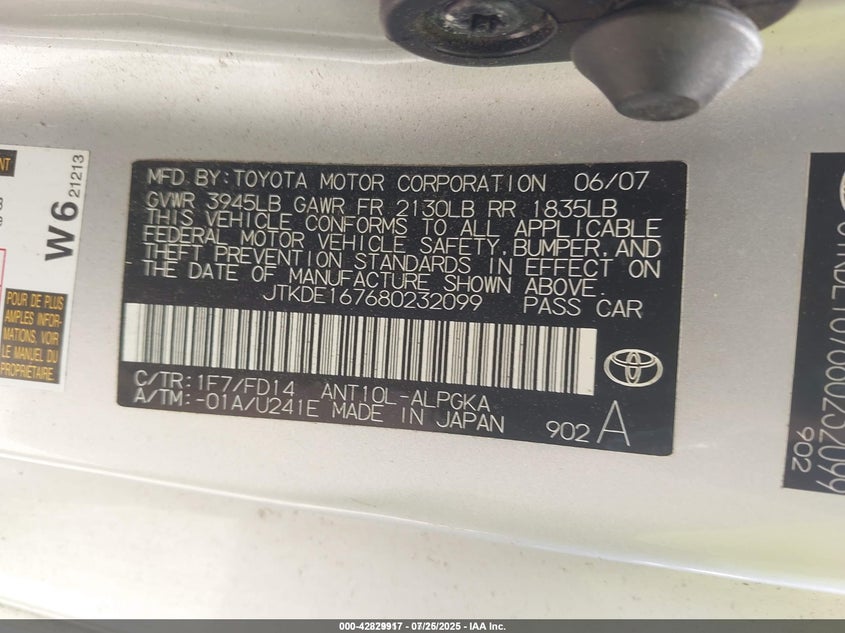 MFD BY: TOYOTA MOTOR CORPORATION 06/07
GVWR 3945LB GAWR FR 2130LB RR 1835LB
THIS VEHICLE CONFORMS TO ALL APPLICABLE
FEDERAL MOTOR VEHICLE SAFETY, BUMPER, AND
THEFT PREVENTION STANDARDS IN EFFECT ON
THE DATE OF MANUFACTURE SHOWN ABOVE.
JTKDE167680232099 PASS CAR
C/TR: 1F7/FD14 ANT10L-ALPGKA
A/TM: -01A/U241E MADE IN JAPAN
902 A
W6
21213
POUR DE PLUS
AMPLES INFOR-
MATIONS, VOIR
LE MANUEL DU
PROPRIÉTAIRE.
902
000-42829917 - 07/25/2025 - IAA Inc.